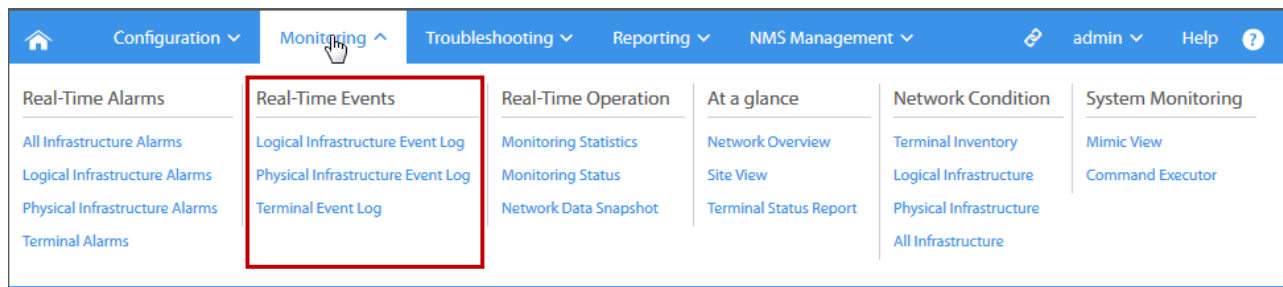 Configuration Monitoring Troubleshooting Reporting NMS Management admin Help ?
Real-Time Alarms
All Infrastructure Alarms
Logical Infrastructure Alarms
Physical Infrastructure Alarms
Terminal Alarms
Real-Time Events
Logical Infrastructure Event Log
Physical Infrastructure Event Log
Terminal Event Log
Real-Time Operation
Monitoring Statistics
Monitoring Status
Network Data Snapshot
At a glance
Network Overview
Site View
Terminal Status Report
Network Condition
Terminal Inventory
Logical Infrastructure
Physical Infrastructure
All Infrastructure
System Monitoring
Mimic View
Command Executor